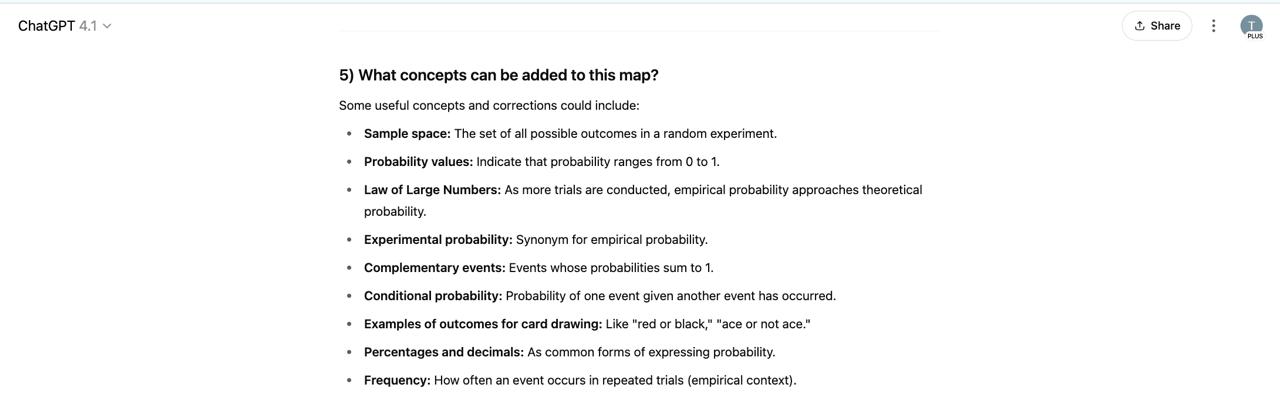 ChatGPT 4.1
Share
T
PLUS
5) What concepts can be added to this map?
Some useful concepts and corrections could include:
• Sample space: The set of all possible outcomes in a random experiment.
• Probability values: Indicate that probability ranges from 0 to 1.
• Law of Large Numbers: As more trials are conducted, empirical probability approaches theoretical
probability.
• Experimental probability: Synonym for empirical probability.
• Complementary events: Events whose probabilities sum to 1.
• Conditional probability: Probability of one event given another event has occurred.
• Examples of outcomes for card drawing: Like "red or black," "ace or not ace."
• Percentages and decimals: As common forms of expressing probability.
• Frequency: How often an event occurs in repeated trials (empirical context).